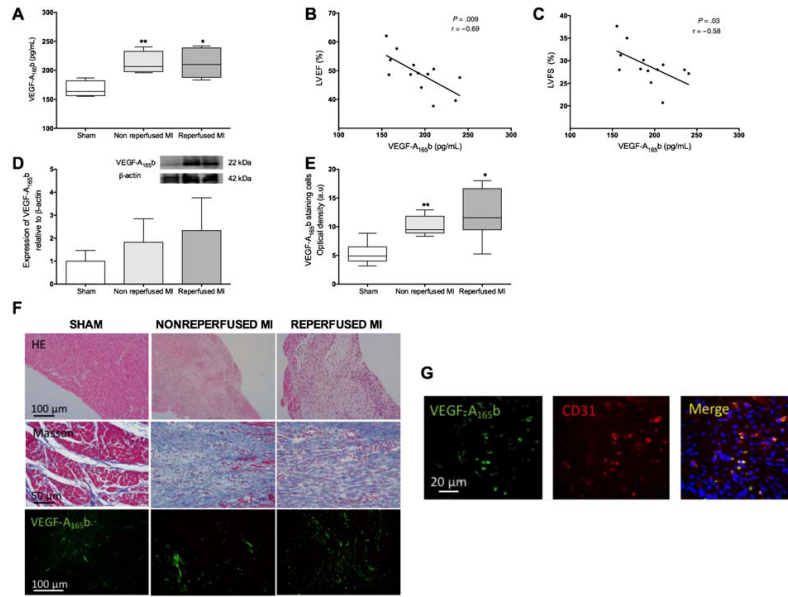 A
VEGF-A165b (pg/mL)
250
200
150
100
**
*
Sham
Non reperfused MI
Reperfused MI
B
LVEF (%)
70
60
50
40
30
P = .009
r = -0.69
100
150
200
250
300
VEGF-A165b (pg/mL)
C
LVFS (%)
40
35
30
25
20
15
P = .03
r = -0.58
100
150
200
250
300
VEGF-A165b (pg/mL)
D
Expression of VEGF-A165b
relative to β-actin
5
4
3
2
1
0
VEGF-A165b
22 kDa
β-actin
42 kDa
Sham
Non reperfused MI
Reperfused MI
E
VEGF-A165b staining cells
Optical density (a.u)
20
15
10
5
0
**
*
Sham
Non reperfused MI
Reperfused MI
F
SHAM
NONREPERFUSED MI
REPERFUSED MI
HE
100 µm
Masson
50 µm
VEGF-A165b
100 µm
G
VEGF-A165b
20 µm
CD31
Merge